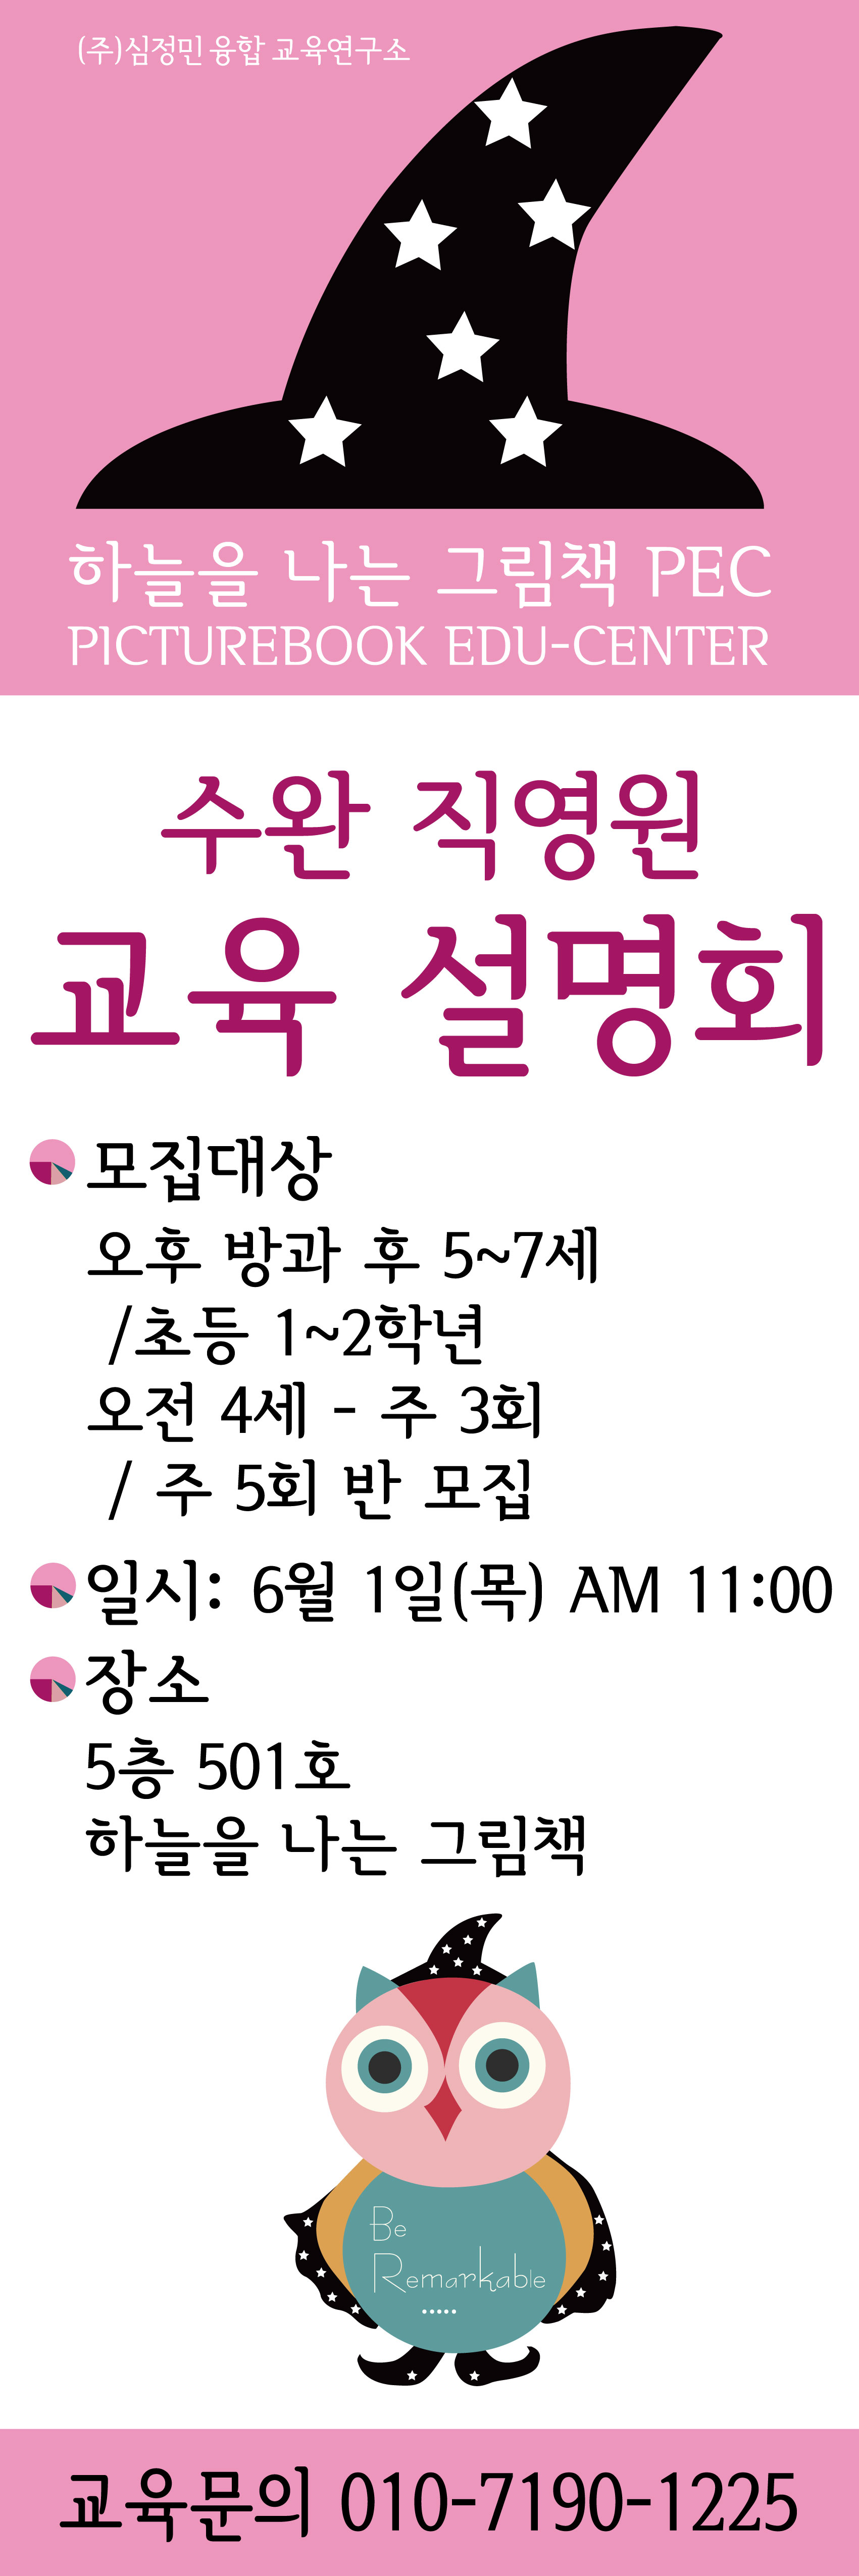 (주)심정민 융합 교육연구소
하늘을 나는 그림책 PEC
PICTUREBOOK EDU-CENTER
수완 직영원
교육 설명회
모집대상
오후 방과 후 5~7세
/초등 1~2학년
오전 4세 - 주 3회
/ 주 5회 반 모집
일시: 6월 1일(목) AM 11:00
장소
5층 501호
하늘을 나는 그림책
Be
Remarkable
.....
교육문의 010-7190-1225